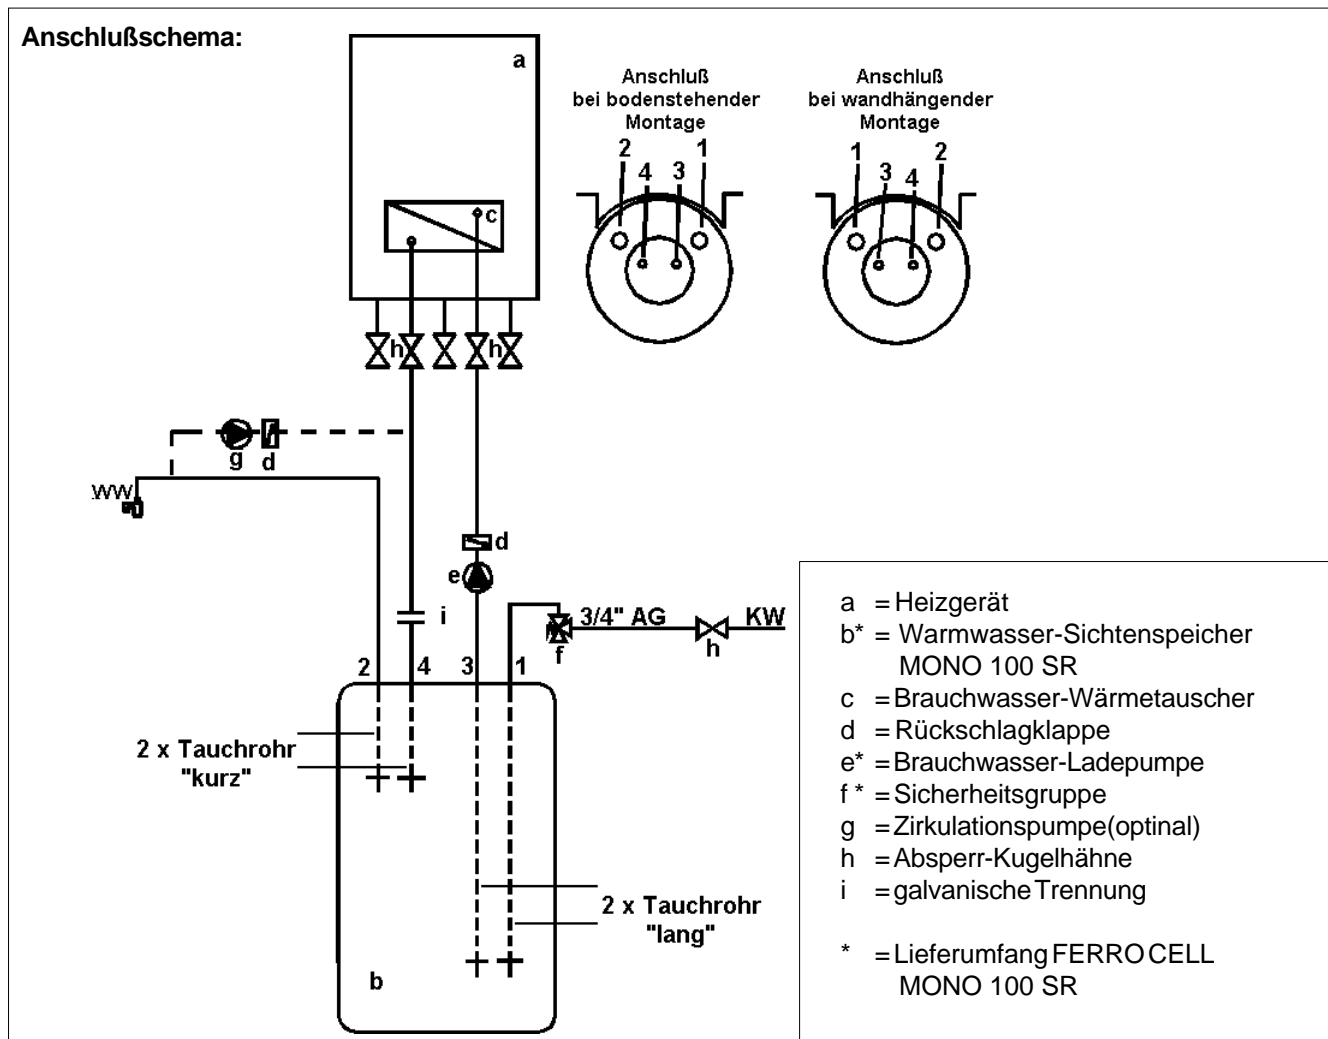 Anschlußschema:
a
Anschluß
bei bodenstehender
Montage
2 1
4 3
Anschluß
bei wandhängender
Montage
1 2
3 4
c
h h
g d
WW
d
e
i
3/4" AG KW
f h
2 4 3 1
2 x Tauchrohr
"kurz"
2 x Tauchrohr
"lang"
b
a = Heizgerät
b* = Warmwasser-Sichtenspeicher
MONO 100 SR
c = Brauchwasser-Wärmetauscher
d = Rückschlagklappe
e* = Brauchwasser-Ladepumpe
f * = Sicherheitsgruppe
g = Zirkulationspumpe(optinal)
h = Absperr-Kugelhähne
i = galvanische Trennung
* = Lieferumfang FERROCELL
MONO 100 SR